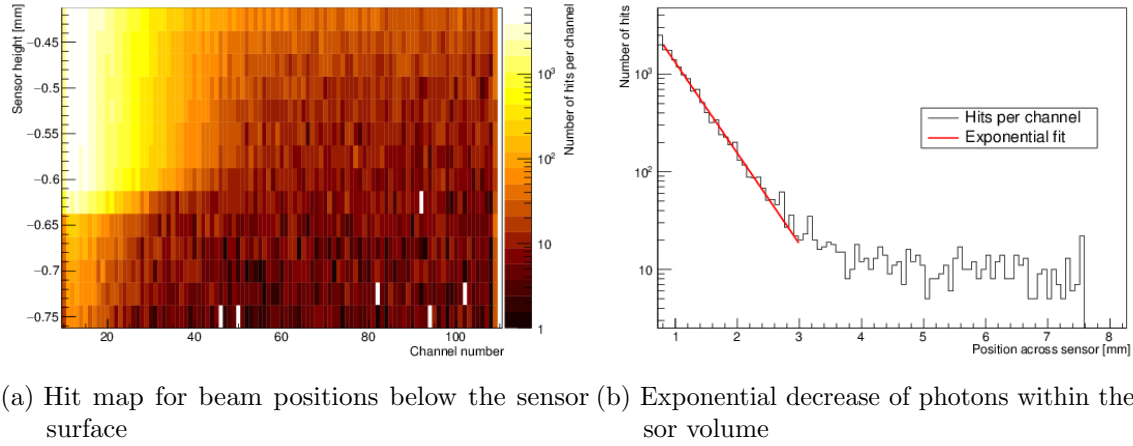 Sensor height [mm]
−0.45
−0.5
−0.55
−0.6
−0.65
−0.7
−0.75
20 40 60 80 100
Channel number
10³
10²
10
1
Number of hits per channel
Number of hits
10³
10²
10
Hits per channel
Exponential fit
1 2 3 4 5 6 7 8
Position across sensor [mm]
(a) Hit map for beam positions below the sensor
surface
(b) Exponential decrease of photons within the
sor volume